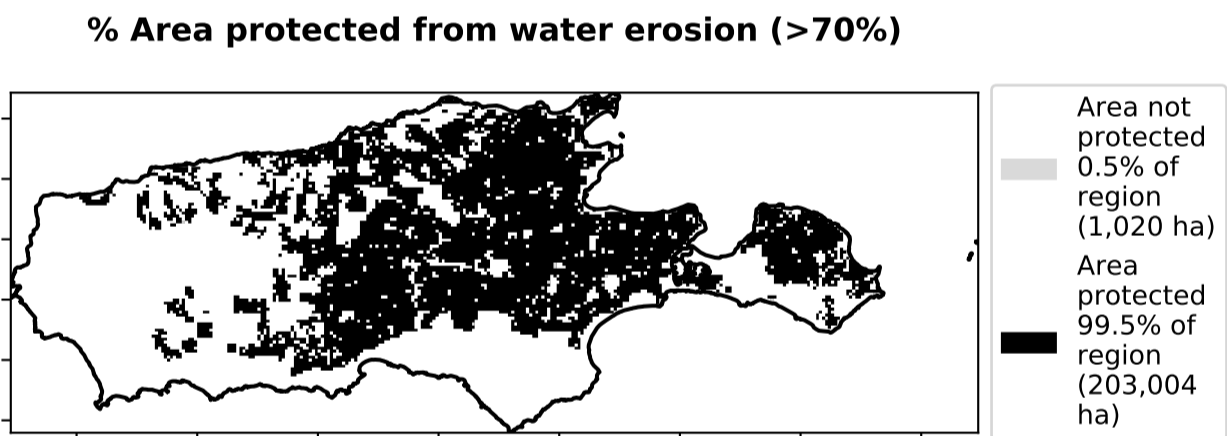 % Area protected from water erosion (>70%)
Area not
protected
0.5% of
region
(1,020 ha)
Area
protected
99.5% of
region
(203,004
ha)